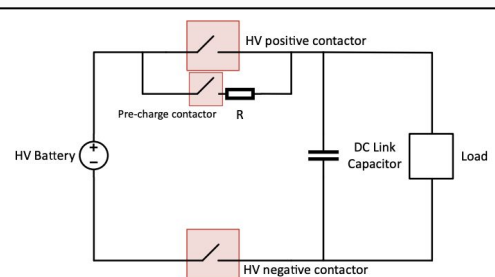 HV positive contactor
Pre-charge contactor
R
HV Battery
+
−
DC Link
Capacitor
Load
HV negative contactor